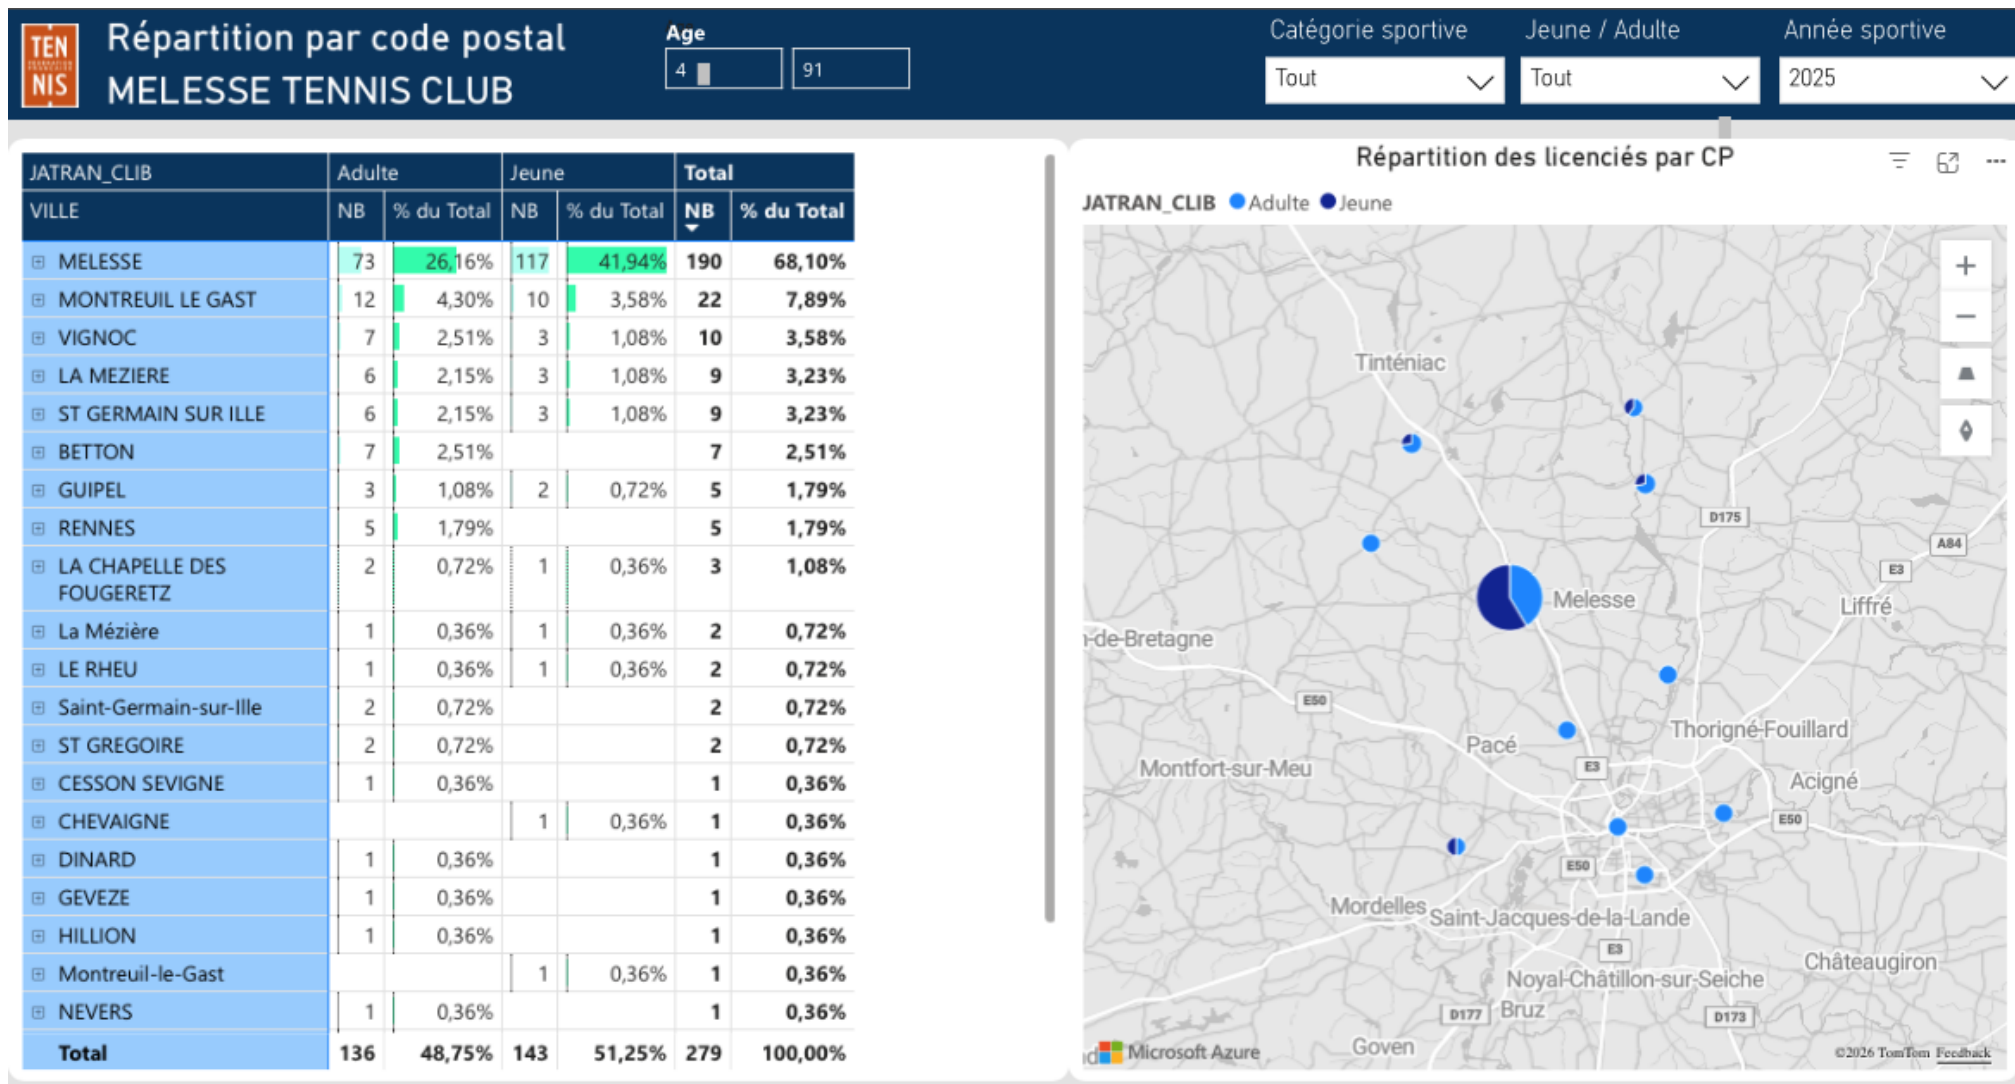 TEN
NIS
Répartition par code postal
MELESSE TENNIS CLUB
Age
4
91
Catégorie sportive
Tout
Jeune / Adulte
Tout
Année sportive
2025
JATRAN_CLIB Adulte Jeune Total
VILLE NB % du Total NB % du Total NB % du Total
MELESSE 73 26,16% 117 41,94% 190 68,10%
MONTREUIL LE GAST 12 4,30% 10 3,58% 22 7,89%
VIGNOC 7 2,51% 3 1,08% 10 3,58%
LA MEZIERE 6 2,15% 3 1,08% 9 3,23%
ST GERMAIN SUR ILLE 6 2,15% 3 1,08% 9 3,23%
BETTON 7 2,51% 7 2,51%
GUIPEL 3 1,08% 2 0,72% 5 1,79%
RENNES 5 1,79% 5 1,79%
LA CHAPELLE DES 2 0,72% 1 0,36% 3 1,08%
FOUGERETZ
La Mézière 1 0,36% 1 0,36% 2 0,72%
LE RHEU 1 0,36% 1 0,36% 2 0,72%
Saint-Germain-sur-Ille 2 0,72% 2 0,72%
ST GREGOIRE 2 0,72% 2 0,72%
CESSON SEVIGNE 1 0,36% 1 0,36%
CHEVAIGNE 1 0,36% 1 0,36%
DINARD 1 0,36% 1 0,36%
GEVEZE 1 0,36% 1 0,36%
HILLION 1 0,36% 1 0,36%
Montreuil-le-Gast 1 0,36% 1 0,36%
NEVERS 1 0,36% 1 0,36%
Total 136 48,75% 143 51,25% 279 100,00%
Répartition des licenciés par CP
JATRAN_CLIB Adulte Jeune
Tinténiac
D175
A84
E3
Melesse
Liffré
-de-Bretagne
E50
Thorigné-Fouillard
Pacé
Montfort-sur-Meu
E3
Acigné
E50
E50
Mordelles
Saint-Jacques-de-la-Lande
E3
Châteaugiron
Noyal-Châtillon-sur-Seiche
D177
Bruz
D173
Goven
Microsoft Azure
©2026 TomTom Feedback